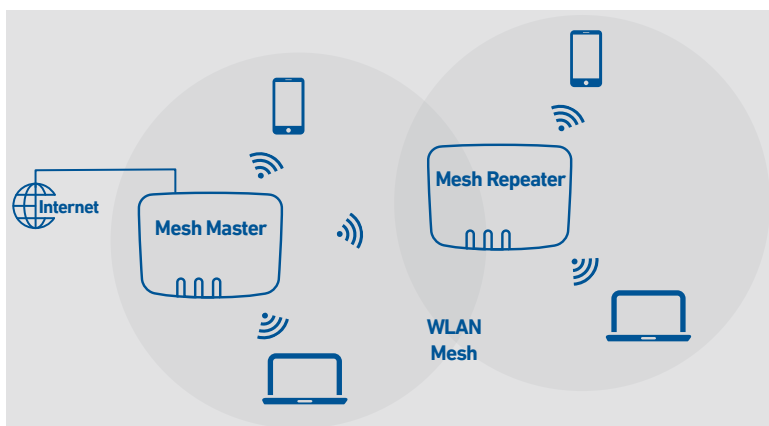 Internet
Mesh Master
Mesh Repeater
WLAN
Mesh